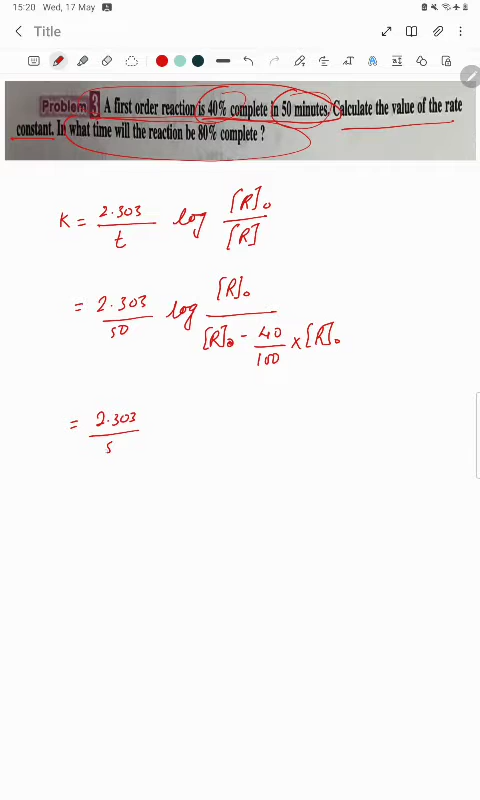 15:20 Wed, 17 May
Title
Problem 3 A first order reaction is 40% complete in 50 minutes. Calculate the value of the rate
constant. In what time will the reaction be 80% complete ?
K = 2.303/t log [R]₀/[R]
= 2.303/50 log [R]₀/[R]₀ - 40/100 × [R]₀
= 2.303/5